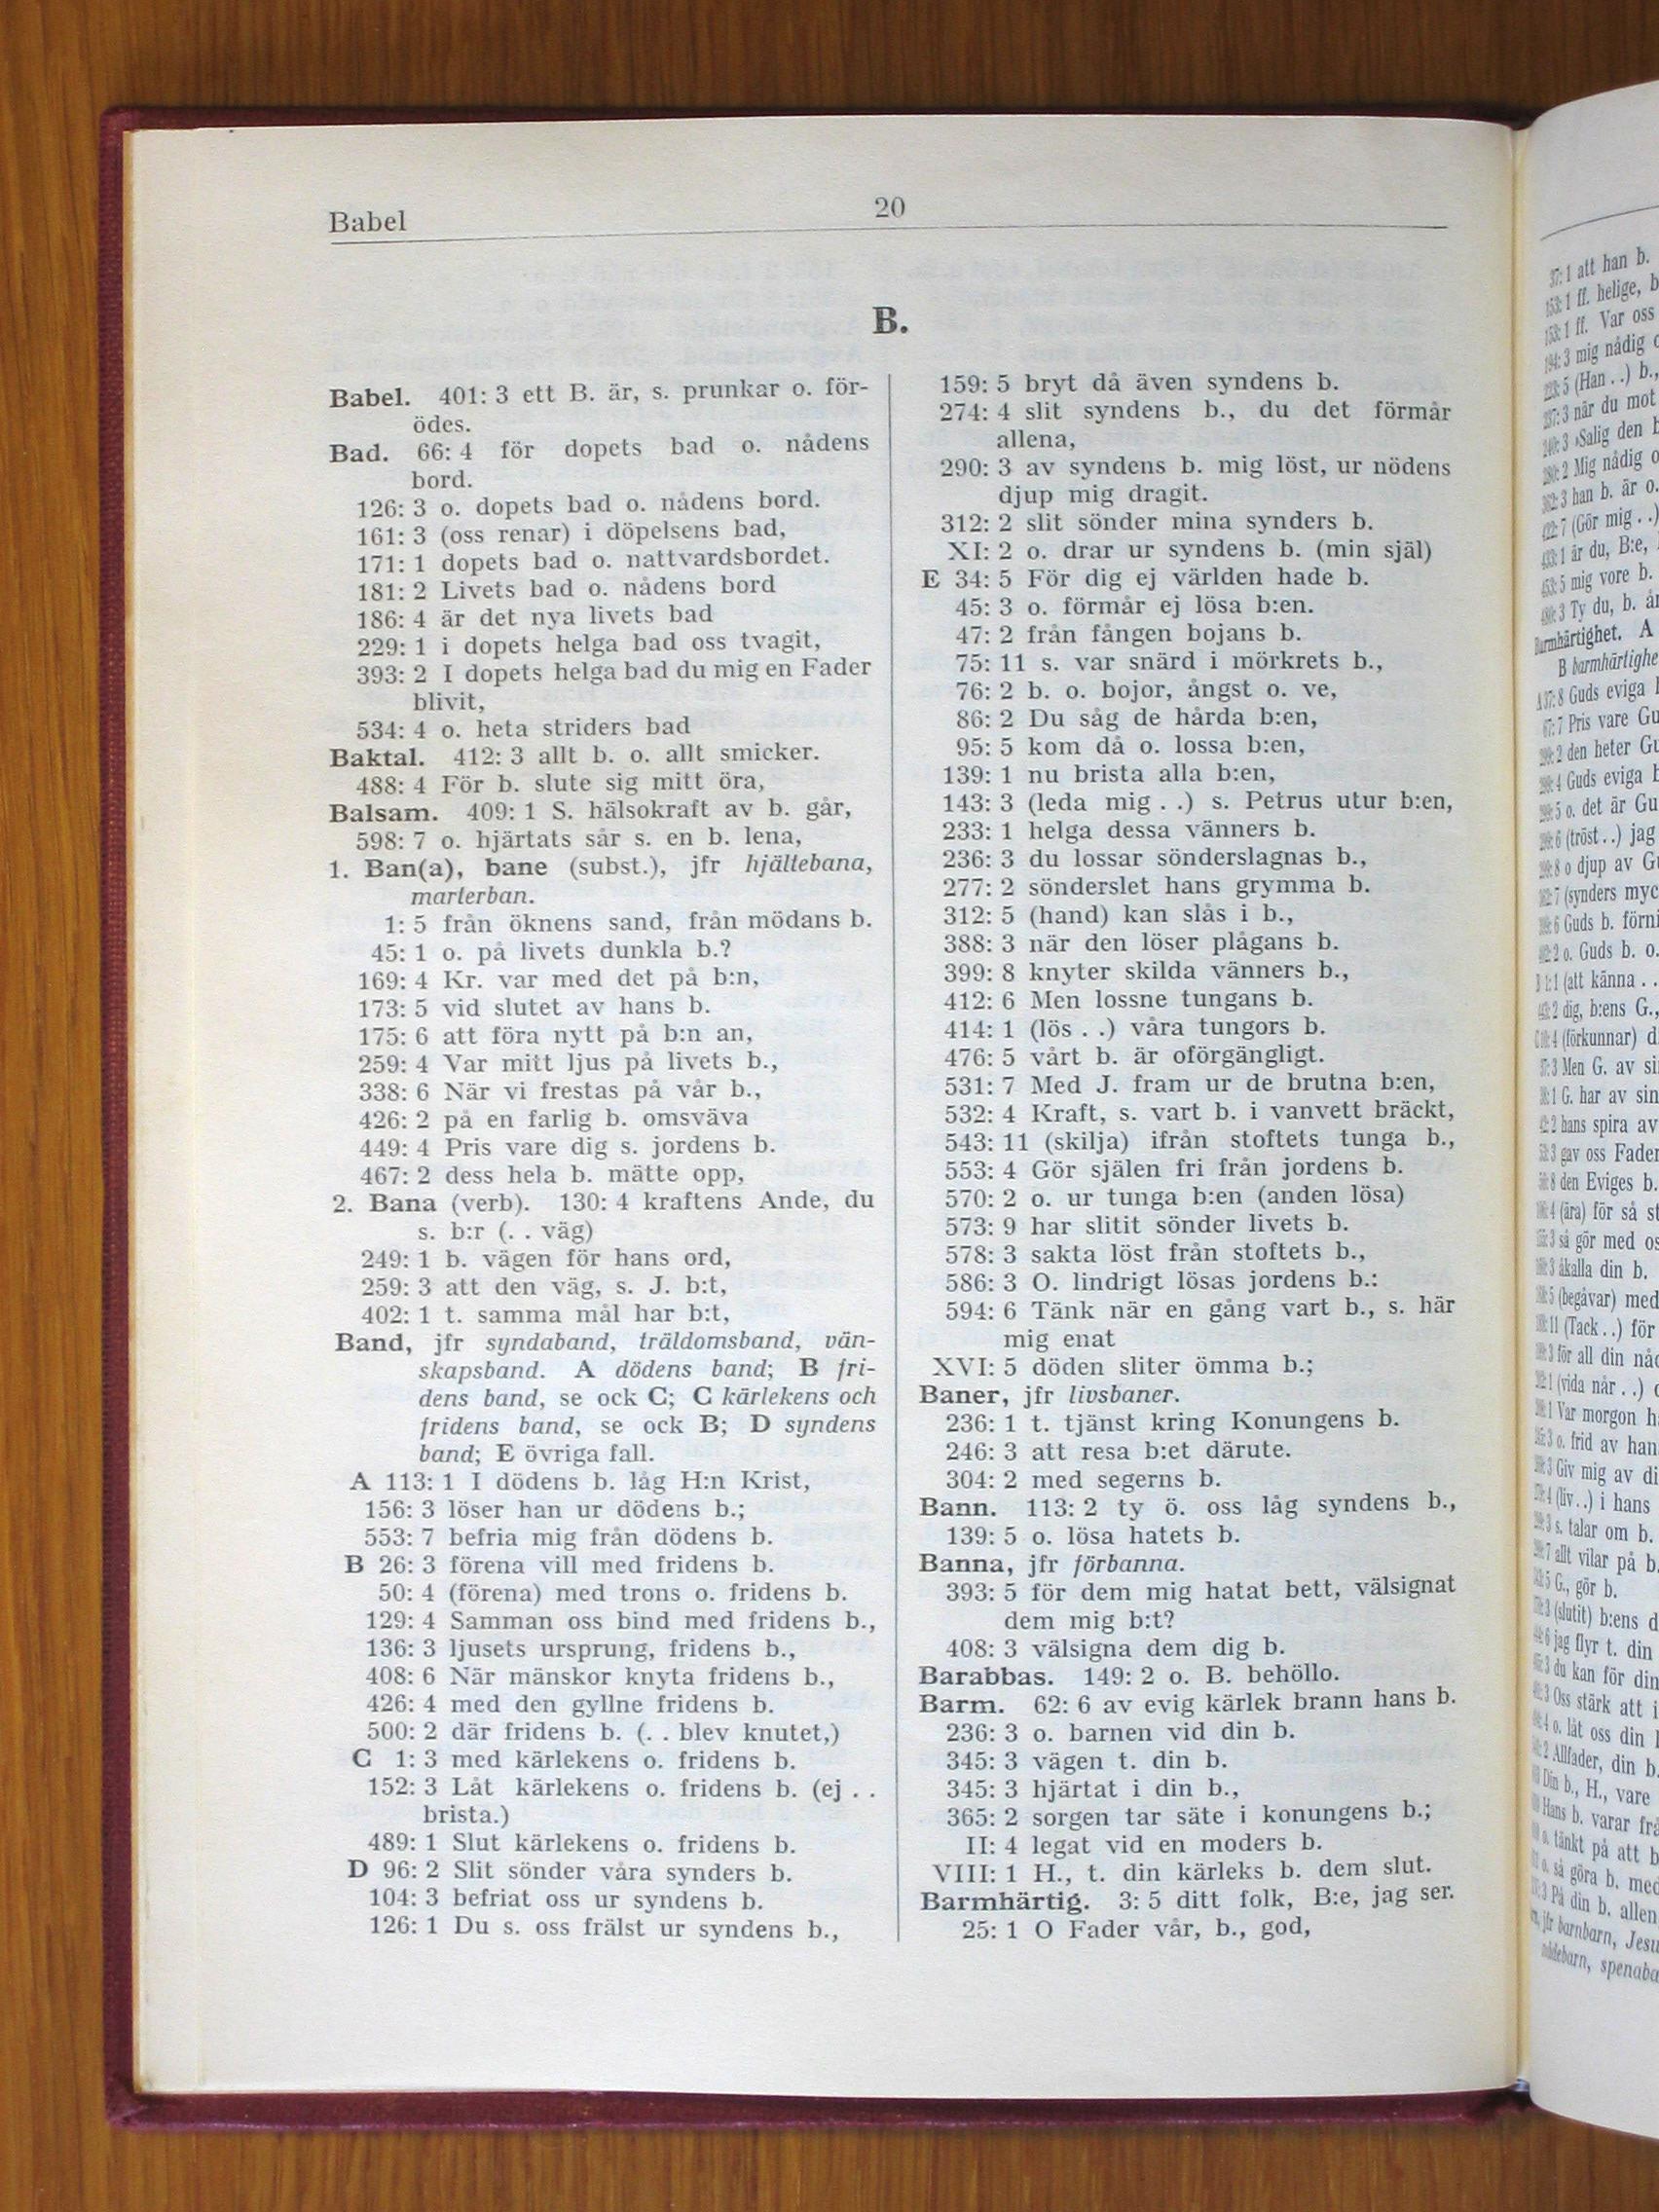 Babel
20
B.
Babel. 401: 3 ett B. är, s. prunkar o. för-
ödes.
Bad. 66: 4 för dopets bad o. nådens
bord.
126: 3 o. dopets bad o. nådens bord.
161: 3 (oss renar) i döpelsens bad,
171: 1 dopets bad o. nattvardsbordet.
181: 2 Livets bad o. nådens bord
186: 4 är det nya livets bad
229: 1 i dopets helga bad oss tvagit,
393: 2 I dopets helga bad du mig en Fader
blivit,
534: 4 o. heta striders bad
Baktal. 412: 3 allt b. o. allt smicker.
488: 4 För b. slute sig mitt öra,
Balsam. 409: 1 S. hälsokraft av b. går,
598: 7 o. hjärtats sår s. en b. lena,
1. Ban(a), bane (subst.), jfr hjältebana,
marterban.
1: 5 från öknens sand, från mödans b.
45: 1 o. på livets dunkla b.?
169: 4 Kr. var med det på b:n,
173: 5 vid slutet av hans b.
175: 6 att föra nytt på b:n an,
259: 4 Var mitt ljus på livets b.,
338: 6 När vi frestas på vår b.,
426: 2 på en farlig b. omsväva
449: 4 Pris vare dig s. jordens b.
467: 2 dess hela b. mätte opp,
2. Bana (verb). 130: 4 kraftens Ande, du
s. b:r (. . väg)
249: 1 b. vägen för hans ord,
259: 3 att den väg, s. J. b:t,
402: 1 t. samma mål har b:t,
Band, jfr syndaband, träldomsband, vän-
skapsband. A dödens band; B fri-
dens band, se ock C; C kärlekens och
fridens band, se ock B; D syndens
band; E övriga fall.
A 113: 1 I dödens b. låg H:n Krist,
156: 3 löser han ur dödens b.;
553: 7 befria mig från dödens b.
B 26: 3 förena vill med fridens b.
50: 4 (förena) med trons o. fridens b.
129: 4 Samman oss bind med fridens b.,
136: 3 ljusets ursprung, fridens b.,
408: 6 När mänskor knyta fridens b.,
426: 4 med den gyllne fridens b.
500: 2 där fridens b. (. . blev knutet,)
C 1: 3 med kärlekens o. fridens b.
152: 3 Låt kärlekens o. fridens b. (ej . .
brista.)
489: 1 Slut kärlekens o. fridens b.
D 96: 2 Slit sönder våra synders b.
104: 3 befriat oss ur syndens b.
126: 1 Du s. oss frälst ur syndens b.,
159: 5 bryt då även syndens b.
274: 4 slit syndens b., du det förmår
allena,
290: 3 av syndens b. mig löst, ur nödens
djup mig dragit.
312: 2 slit sönder mina synders b.
XI: 2 o. drar ur syndens b. (min själ)
E 34: 5 För dig ej världen hade b.
45: 3 o. förmår ej lösa b:en.
47: 2 från fången bojans b.
75: 11 s. var snärd i mörkrets b.,
76: 2 b. o. bojor, ångst o. ve,
86: 2 Du såg de hårda b:en,
95: 5 kom då o. lossa b:en,
139: 1 nu brista alla b:en,
143: 3 (leda mig . .) s. Petrus utur b:en,
233: 1 helga dessa vänners b.
236: 3 du lossar sönderslagnas b.,
277: 2 sönderslet hans grymma b.
312: 5 (hand) kan slås i b.,
388: 3 när den löser plågans b.
399: 8 knyter skilda vänners b.,
412: 6 Men lossne tungans b.
414: 1 (lös . .) våra tungors b.
476: 5 vårt b. är oförgängligt.
531: 7 Med J. fram ur de brutna b:en,
532: 4 Kraft, s. vart b. i vanvett bräckt,
543: 11 (skilja) ifrån stoftets tunga b.,
553: 4 Gör själen fri från jordens b.
570: 2 o. ur tunga b:en (anden lösa)
573: 9 har slitit sönder livets b.
578: 3 sakta löst från stoftets b.,
586: 3 O. lindrigt lösas jordens b.:
594: 6 Tänk när en gång vart b., s. här
mig enat
XVI: 5 döden sliter ömma b.;
Baner, jfr livsbaner.
236: 1 t. tjänst kring Konungens b.
246: 3 att resa b:et därute.
304: 2 med segerns b.
Bann. 113: 2 ty ö. oss låg syndens b.,
139: 5 o. lösa hatets b.
Banna, jfr förbanna.
393: 5 för dem mig hatat bett, välsignat
dem mig b:t?
408: 3 välsigna dem dig b.
Barabbas. 149: 2 o. B. behöllo.
Barm. 62: 6 av evig kärlek brann hans b.
236: 3 o. barnen vid din b.
345: 3 vägen t. din b.
345: 3 hjärtat i din b.,
365: 2 sorgen tar säte i konungens b.;
II: 4 legat vid en moders b.
VIII: 1 H., t. din kärleks b. dem slut.
Barmhärtig. 3: 5 ditt folk, B:e, jag ser.
25: 1 O Fader vår, b., god,